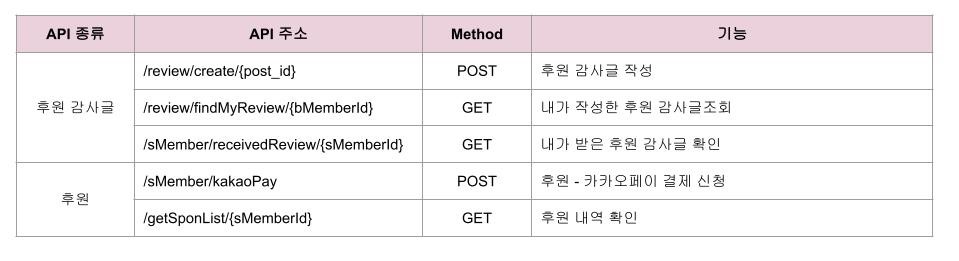 API 종류 API 주소 Method 기능
후원 감사글 /review/create/{post_id} POST 후원 감사글 작성
/review/findMyReview/{bMemberId} GET 내가 작성한 후원 감사글조회
/sMember/receivedReview/{sMemberId} GET 내가 받은 후원 감사글 확인
후원 /sMember/kakaoPay POST 후원 - 카카오페이 결제 신청
/getSponList/{sMemberId} GET 후원 내역 확인